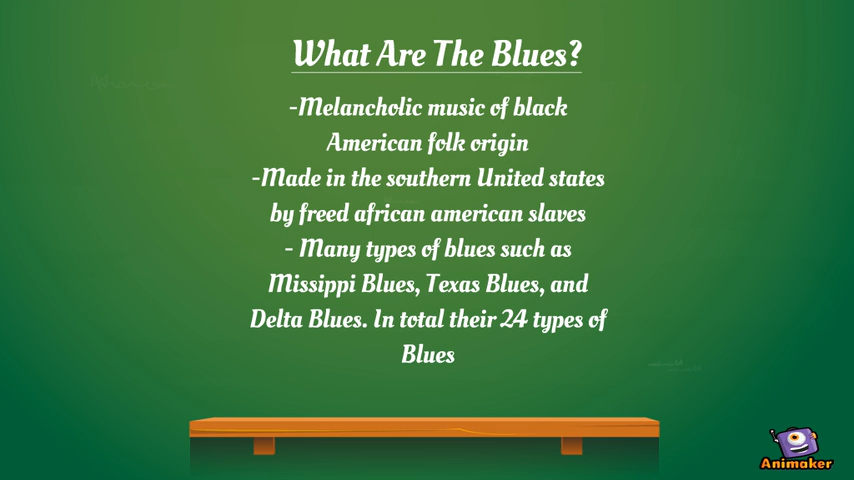 What Are The Blues?
-Melancholic music of black
American folk origin
-Made in the southern United states
by freed african american slaves
- Many types of blues such as
Missippi Blues, Texas Blues, and
Delta Blues. In total their 24 types of
Blues
Animaker